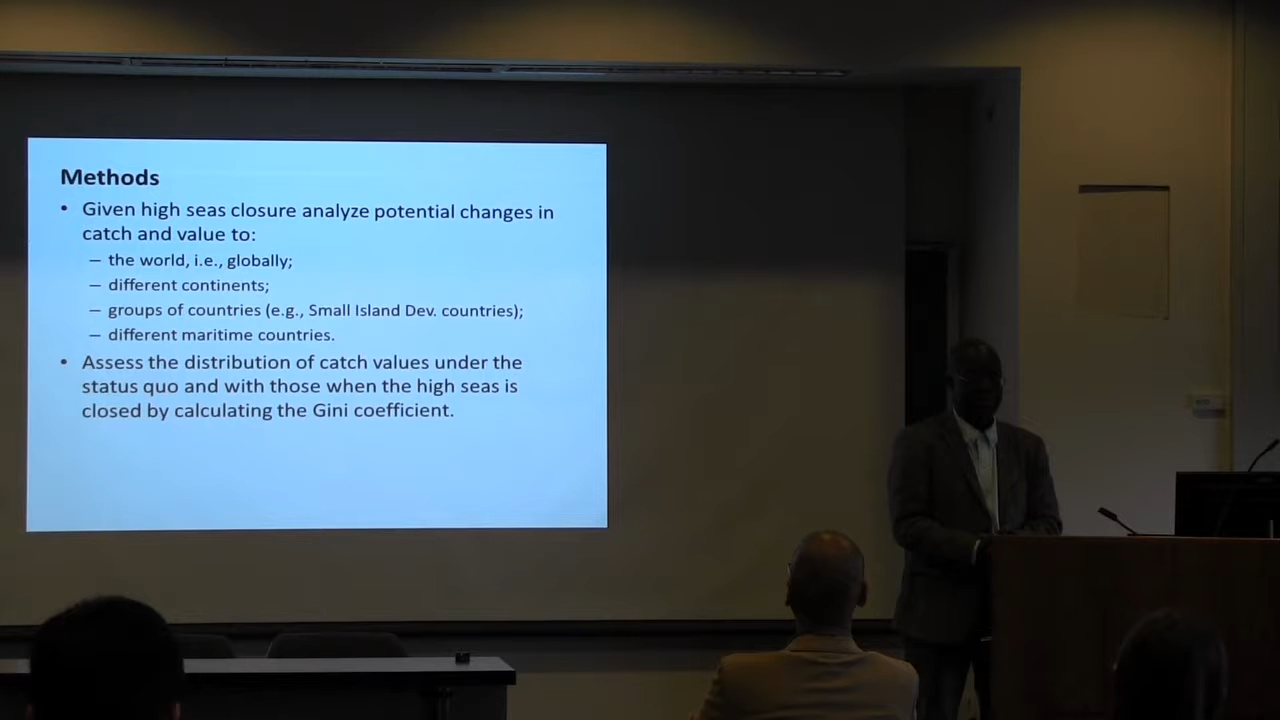 Methods
• Given high seas closure analyze potential changes in
catch and value to:
– the world, i.e., globally;
– different continents;
– groups of countries (e.g., Small Island Dev. countries);
– different maritime countries.
• Assess the distribution of catch values under the
status quo and with those when the high seas is
closed by calculating the Gini coefficient.